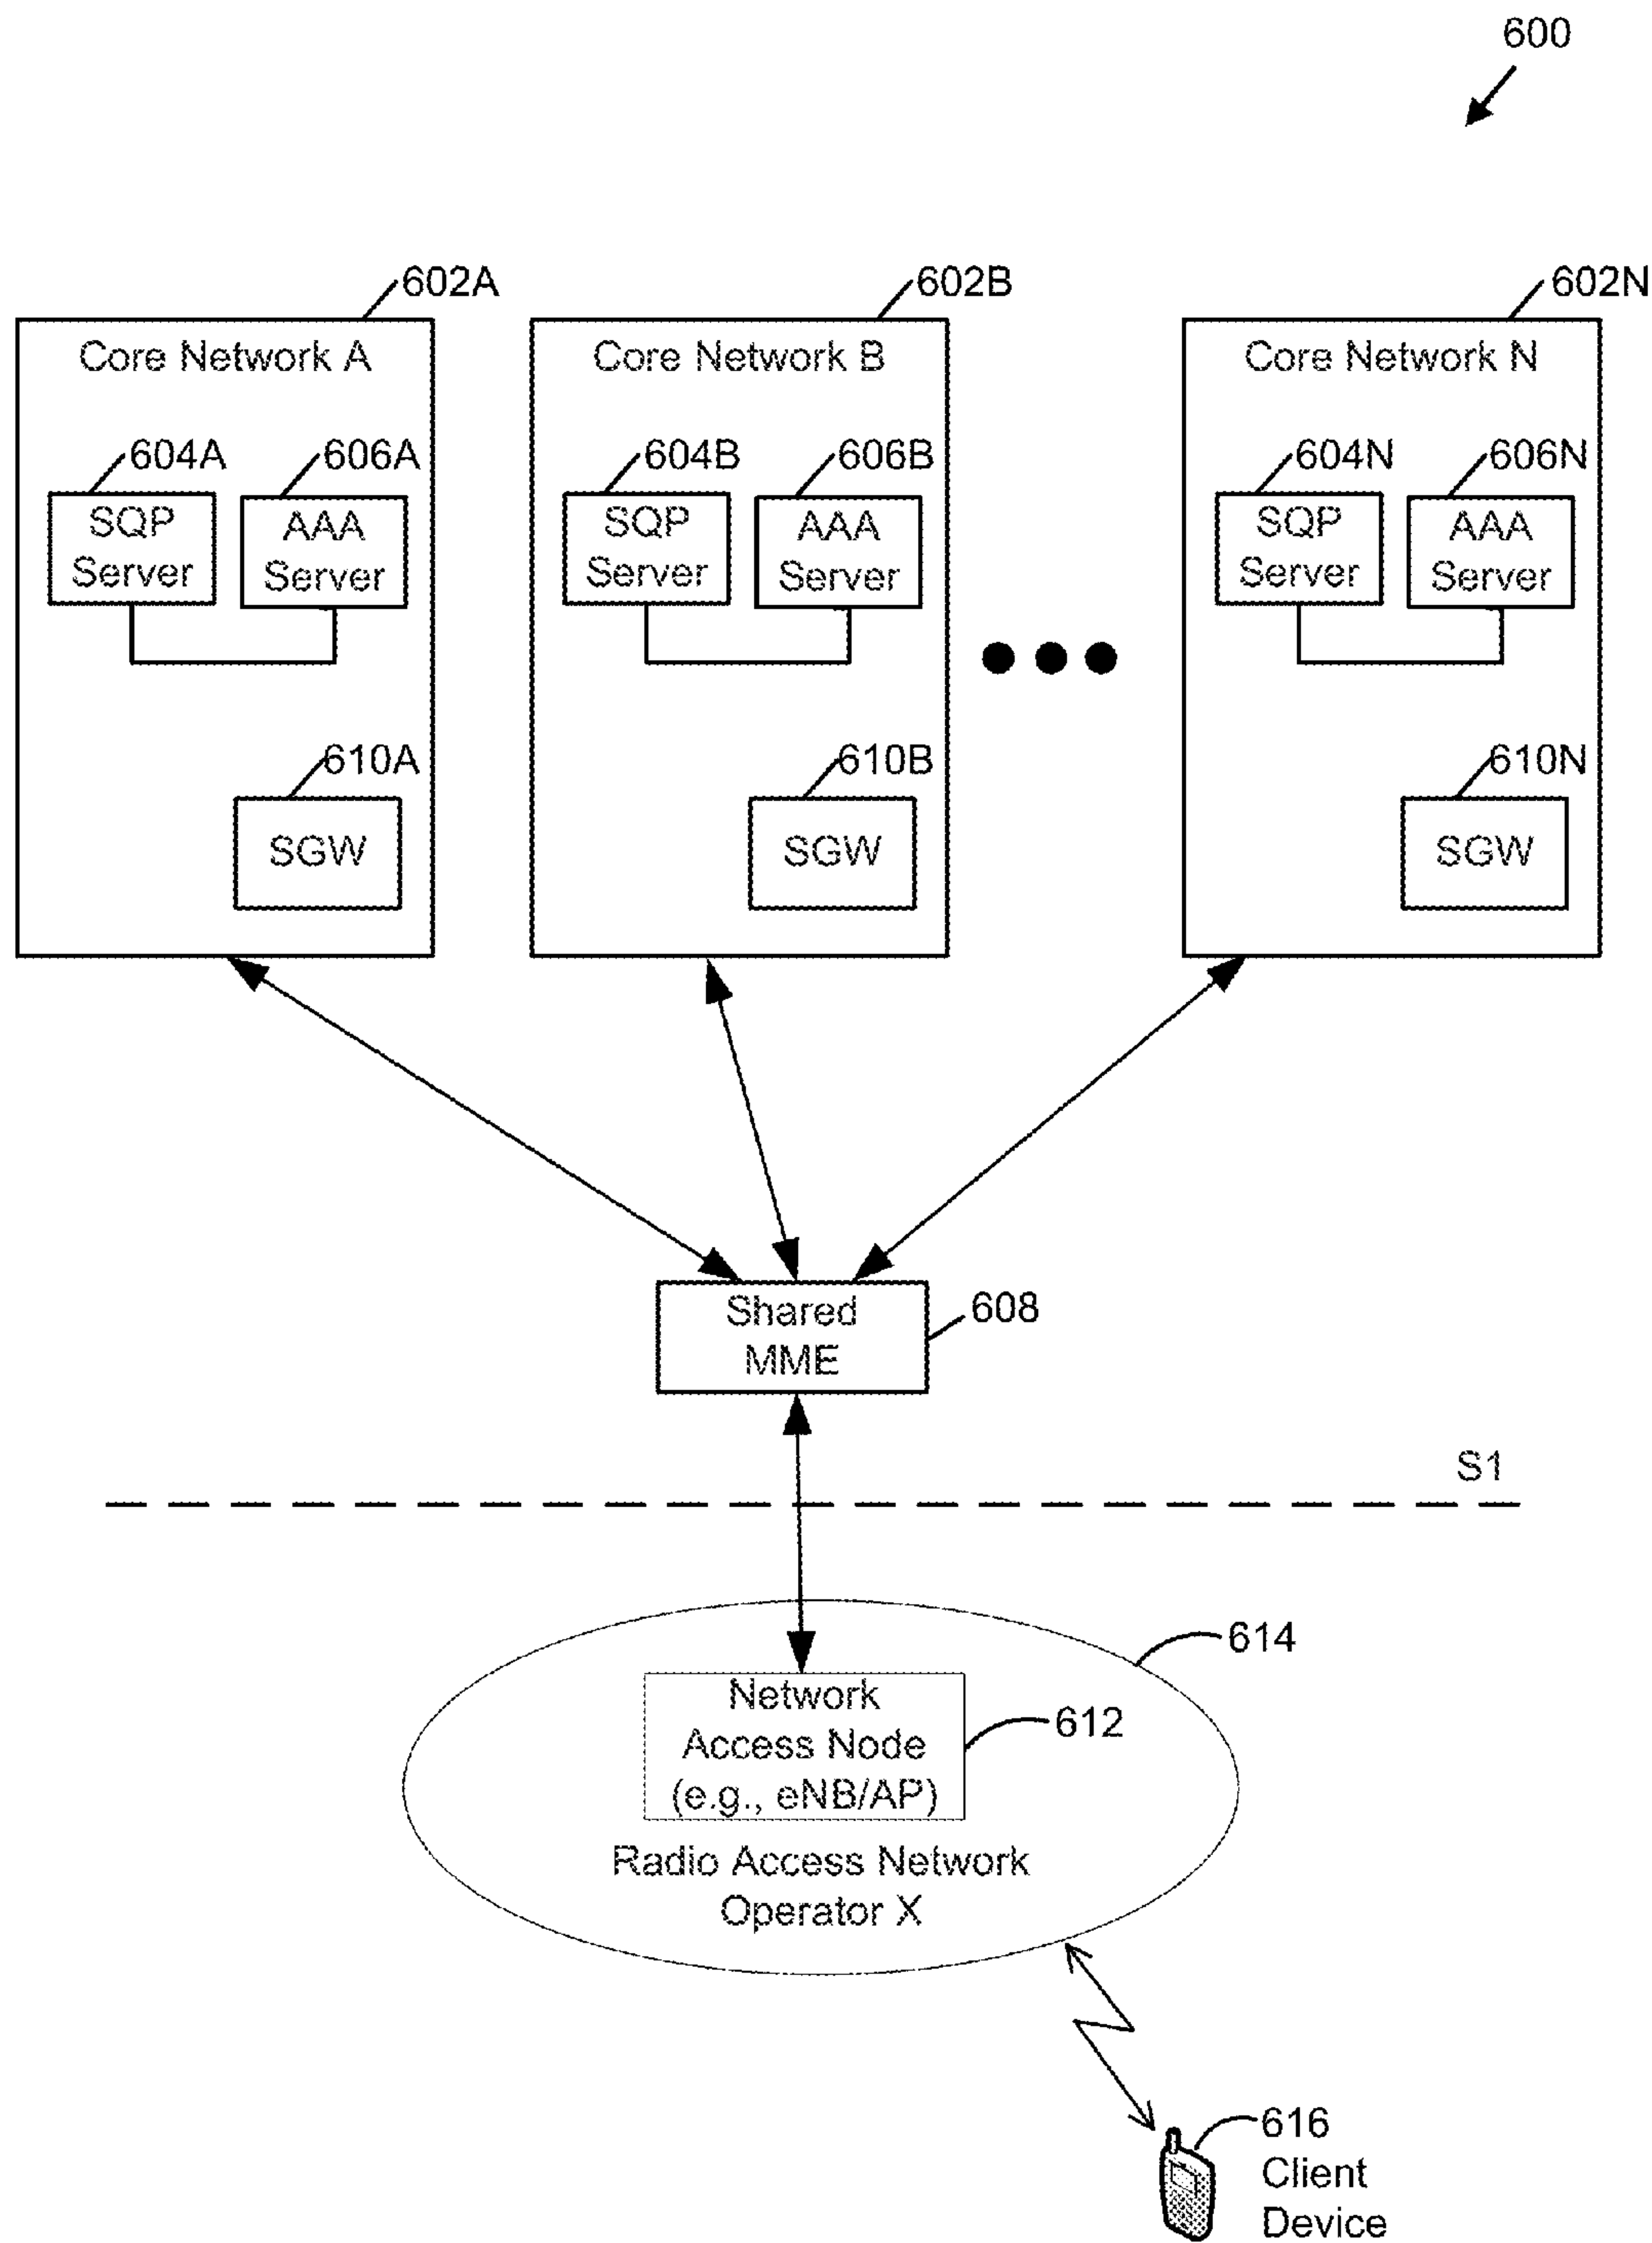 600
602A
602B
602N
Core Network A
Core Network B
Core Network N
604A
606A
604B
606B
604N
606N
SQP
Server
AAA
Server
SQP
Server
AAA
Server
SQP
Server
AAA
Server
610A
610B
610N
SGW
SGW
SGW
Shared
MME
608
S1
614
Network
Access Node
(e.g., eNB/AP)
612
Radio Access Network
Operator X
616
Client
Device